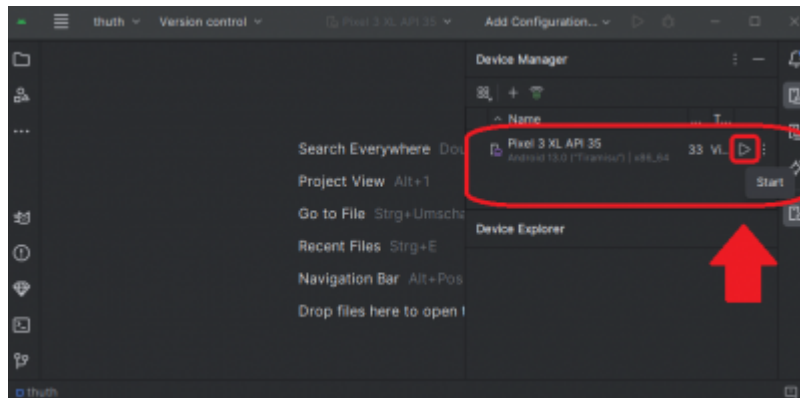 thuth Version control Pixel 3 XL API 35 Add Configuration...
Device Manager
Name ... T...
Search Everywhere Dou
Pixel 3 XL API 35
Android 13.0 ("Tiramisu") | x86_64
33 Vi...
Project View Alt+1
Start
Go to File Strg+Umscha
Device Explorer
Recent Files Strg+E
Navigation Bar Alt+Pos
Drop files here to open t
thuth